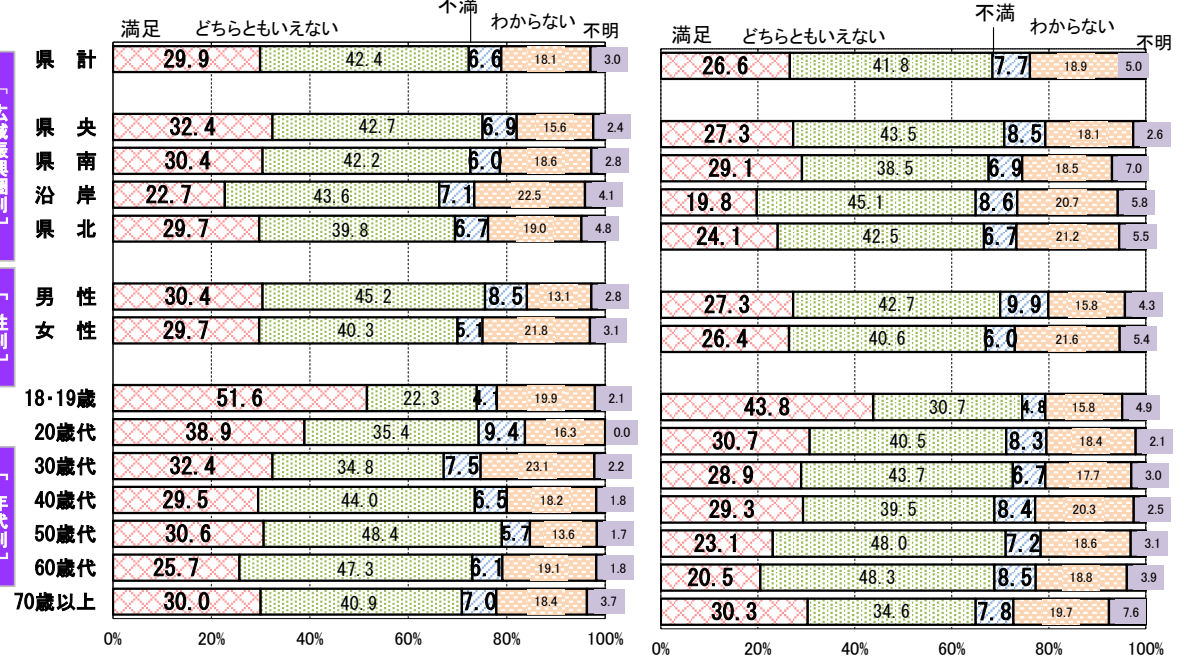 不満
満足 どちらともいえない わからない 不明
不満
満足 どちらともいえない わからない 不明
「広域振興圏別」
県 計 29.9 42.4 6.6 18.1 3.0 26.6 41.8 7.7 18.9 5.0
県 央 32.4 42.7 6.9 15.6 2.4 27.3 43.5 8.5 18.1 2.6
県 南 30.4 42.2 6.0 18.6 2.8 29.1 38.5 6.9 18.5 7.0
沿 岸 22.7 43.6 7.1 22.5 4.1 19.8 45.1 8.6 20.7 5.8
県 北 29.7 39.8 6.7 19.0 4.8 24.1 42.5 6.7 21.2 5.5
「性別」
男 性 30.4 45.2 8.5 13.1 2.8 27.3 42.7 9.9 15.8 4.3
女 性 29.7 40.3 5.1 21.8 3.1 26.4 40.6 6.0 21.6 5.4
「年代別」
18・19歳 51.6 22.3 4.1 19.9 2.1 43.8 30.7 4.8 15.8 4.9
20歳代 38.9 35.4 9.4 16.3 0.0 30.7 40.5 8.3 18.4 2.1
30歳代 32.4 34.8 7.5 23.1 2.2 28.9 43.7 6.7 17.7 3.0
40歳代 29.5 44.0 6.5 18.2 1.8 29.3 39.5 8.4 20.3 2.5
50歳代 30.6 48.4 5.7 13.6 1.7 23.1 48.0 7.2 18.6 3.1
60歳代 25.7 47.3 6.1 19.1 1.8 20.5 48.3 8.5 18.8 3.9
70歳以上 30.0 40.9 7.0 18.4 3.7 30.3 34.6 7.8 19.7 7.6
0% 20% 40% 60% 80% 100%
0% 20% 40% 60% 80% 100%